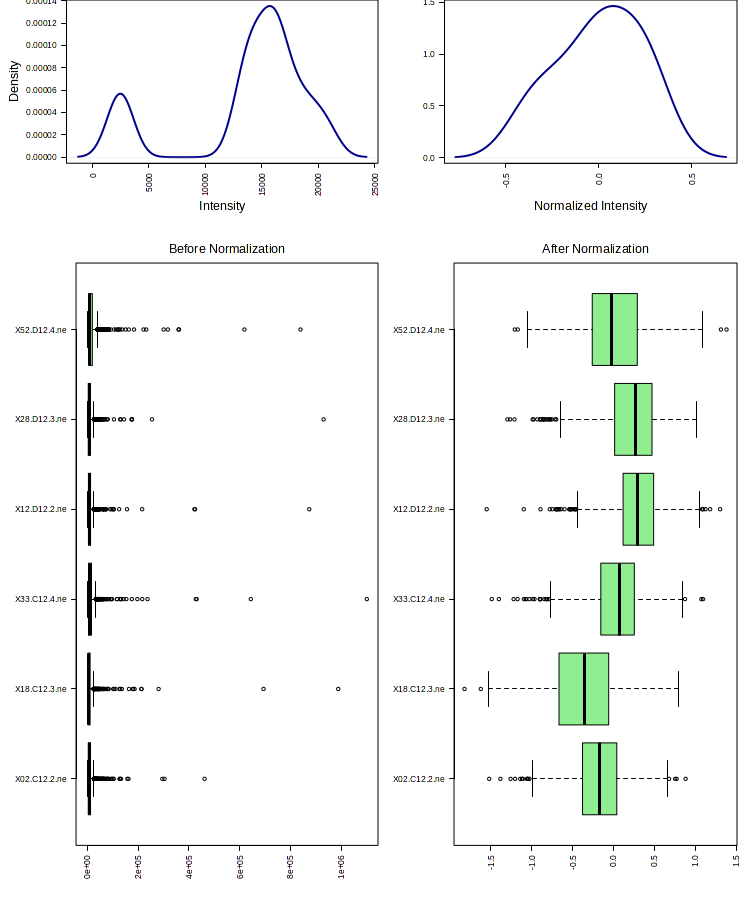 0.00014
0.00012
0.00010
0.00008
0.00006
0.00004
0.00002
0.00000
Density
0
5000
10000
15000
20000
25000
Intensity
1.5
1.0
0.5
0.0
-0.5
0.0
0.5
Normalized Intensity
Before Normalization
X52.D12.4.ne
X28.D12.3.ne
X12.D12.2.ne
X33.C12.4.ne
X18.C12.3.ne
X02.C12.2.ne
0e+00
2e+05
4e+05
6e+05
8e+05
1e+06
After Normalization
X52.D12.4.ne
X28.D12.3.ne
X12.D12.2.ne
X33.C12.4.ne
X18.C12.3.ne
X02.C12.2.ne
-1.5
-1.0
-0.5
0.0
0.5
1.0
1.5